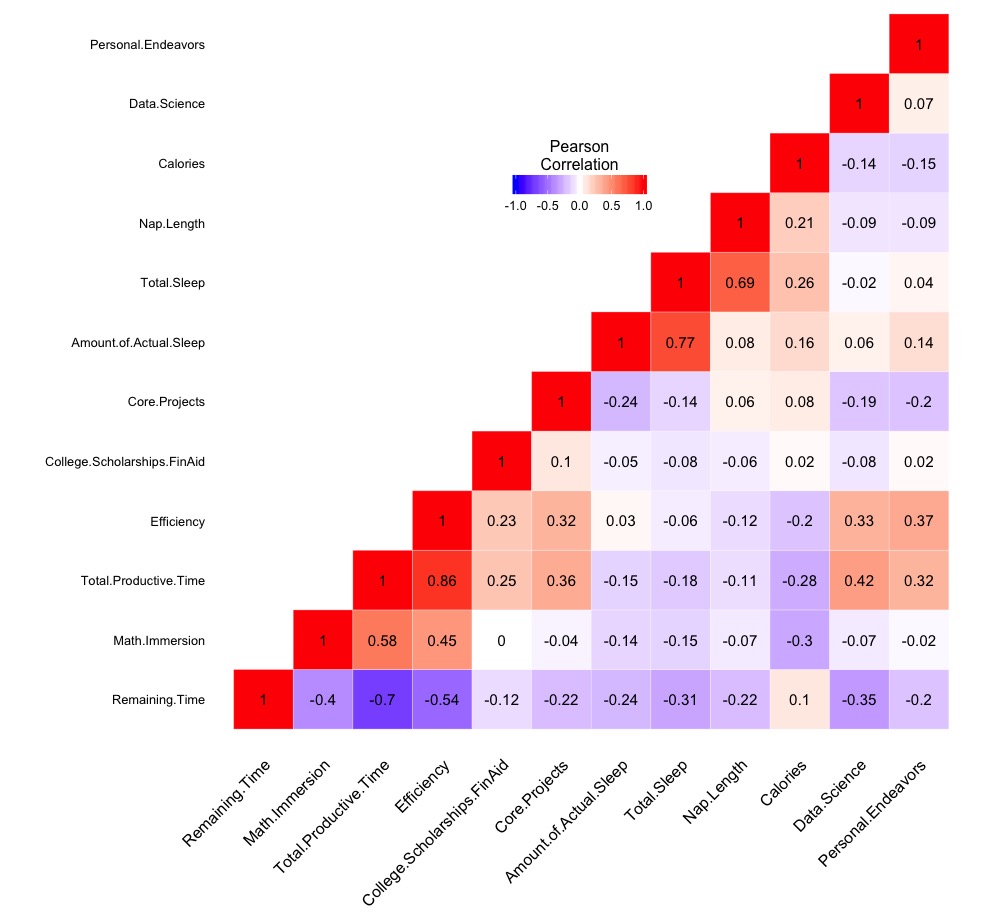 Personal.Endeavors 1
Data.Science 1 0.07
Pearson
Correlation
-1.0 -0.5 0.0 0.5 1.0
Calories 1 -0.14 -0.15
Nap.Length 1 0.21 -0.09 -0.09
Total.Sleep 1 0.69 0.26 -0.02 0.04
Amount.of.Actual.Sleep 1 0.77 0.08 0.16 0.06 0.14
Core.Projects 1 -0.24 -0.14 0.06 0.08 -0.19 -0.2
College.Scholarships.FinAid 1 0.1 -0.05 -0.08 -0.06 0.02 -0.08 0.02
Efficiency 1 0.23 0.32 0.03 -0.06 -0.12 -0.2 0.33 0.37
Total.Productive.Time 1 0.86 0.25 0.36 -0.15 -0.18 -0.11 -0.28 0.42 0.32
Math.Immersion 1 0.58 0.45 0 -0.04 -0.14 -0.15 -0.07 -0.3 -0.07 -0.02
Remaining.Time 1 -0.4 -0.7 -0.54 -0.12 -0.22 -0.24 -0.31 -0.22 0.1 -0.35 -0.2
Remaining.Time
Math.Immersion
Total.Productive.Time
Efficiency
College.Scholarships.FinAid
Core.Projects
Amount.of.Actual.Sleep
Total.Sleep
Nap.Length
Calories
Data.Science
Personal.Endeavors